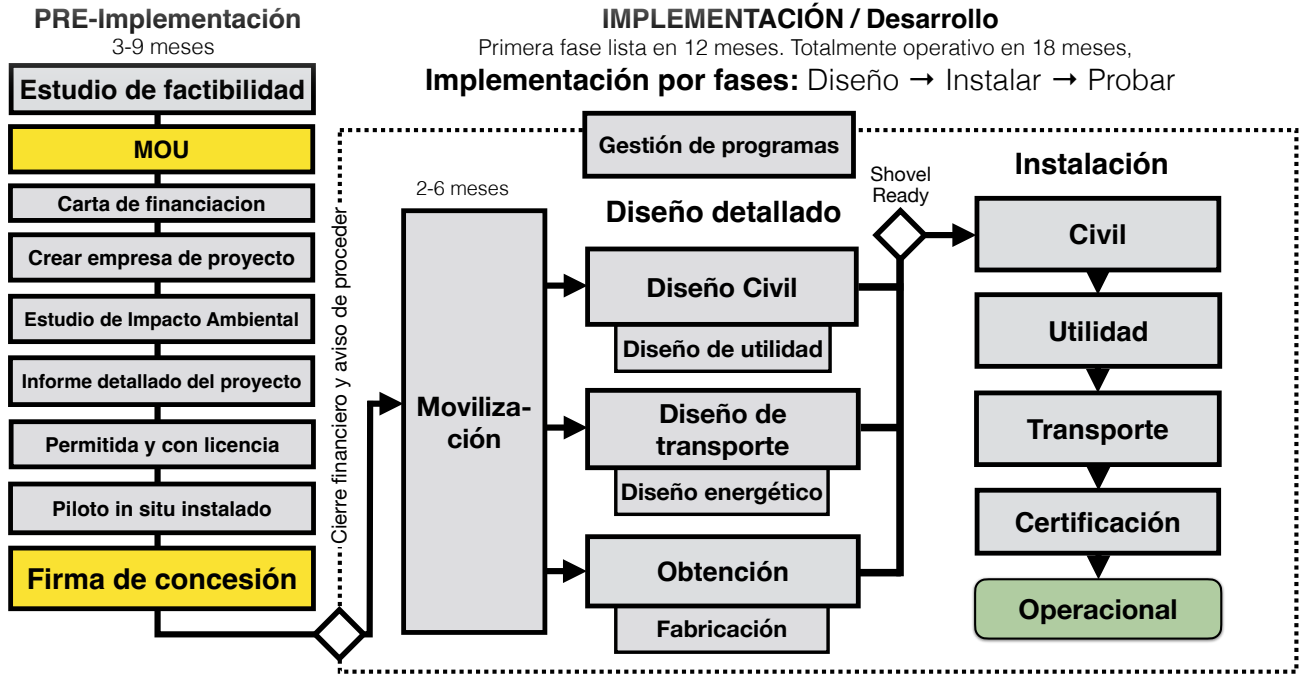 PRE-Implementación
3-9 meses
Estudio de factibilidad
MOU
Carta de financiacion
Crear empresa de proyecto
Estudio de Impacto Ambiental
Informe detallado del proyecto
Permitida y con licencia
Piloto in situ instalado
Firma de concesión
Cierre financiero y aviso de proceder
IMPLEMENTACIÓN / Desarrollo
Primera fase lista en 12 meses. Totalmente operativo en 18 meses,
Implementación por fases: Diseño → Instalar → Probar
Gestión de programas
2-6 meses
Moviliza-
ción
Diseño detallado
Diseño Civil
Diseño de utilidad
Diseño de
transporte
Diseño energético
Obtención
Fabricación
Shovel
Ready
Instalación
Civil
Utilidad
Transporte
Certificación
Operacional